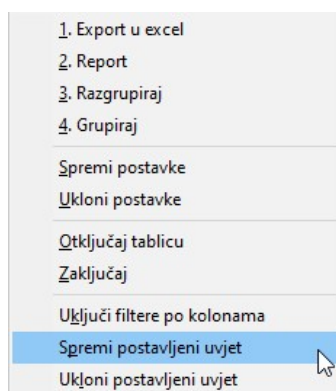 1. Export u excel
2. Report
3. Razgrupiraj
4. Grupiraj
Spremi postavke
Ukloni postavke
Otključaj tablicu
Zaključaj
Uključi filtere po kolonama
Spremi postavljeni uvjet
Ukloni postavljeni uvjet